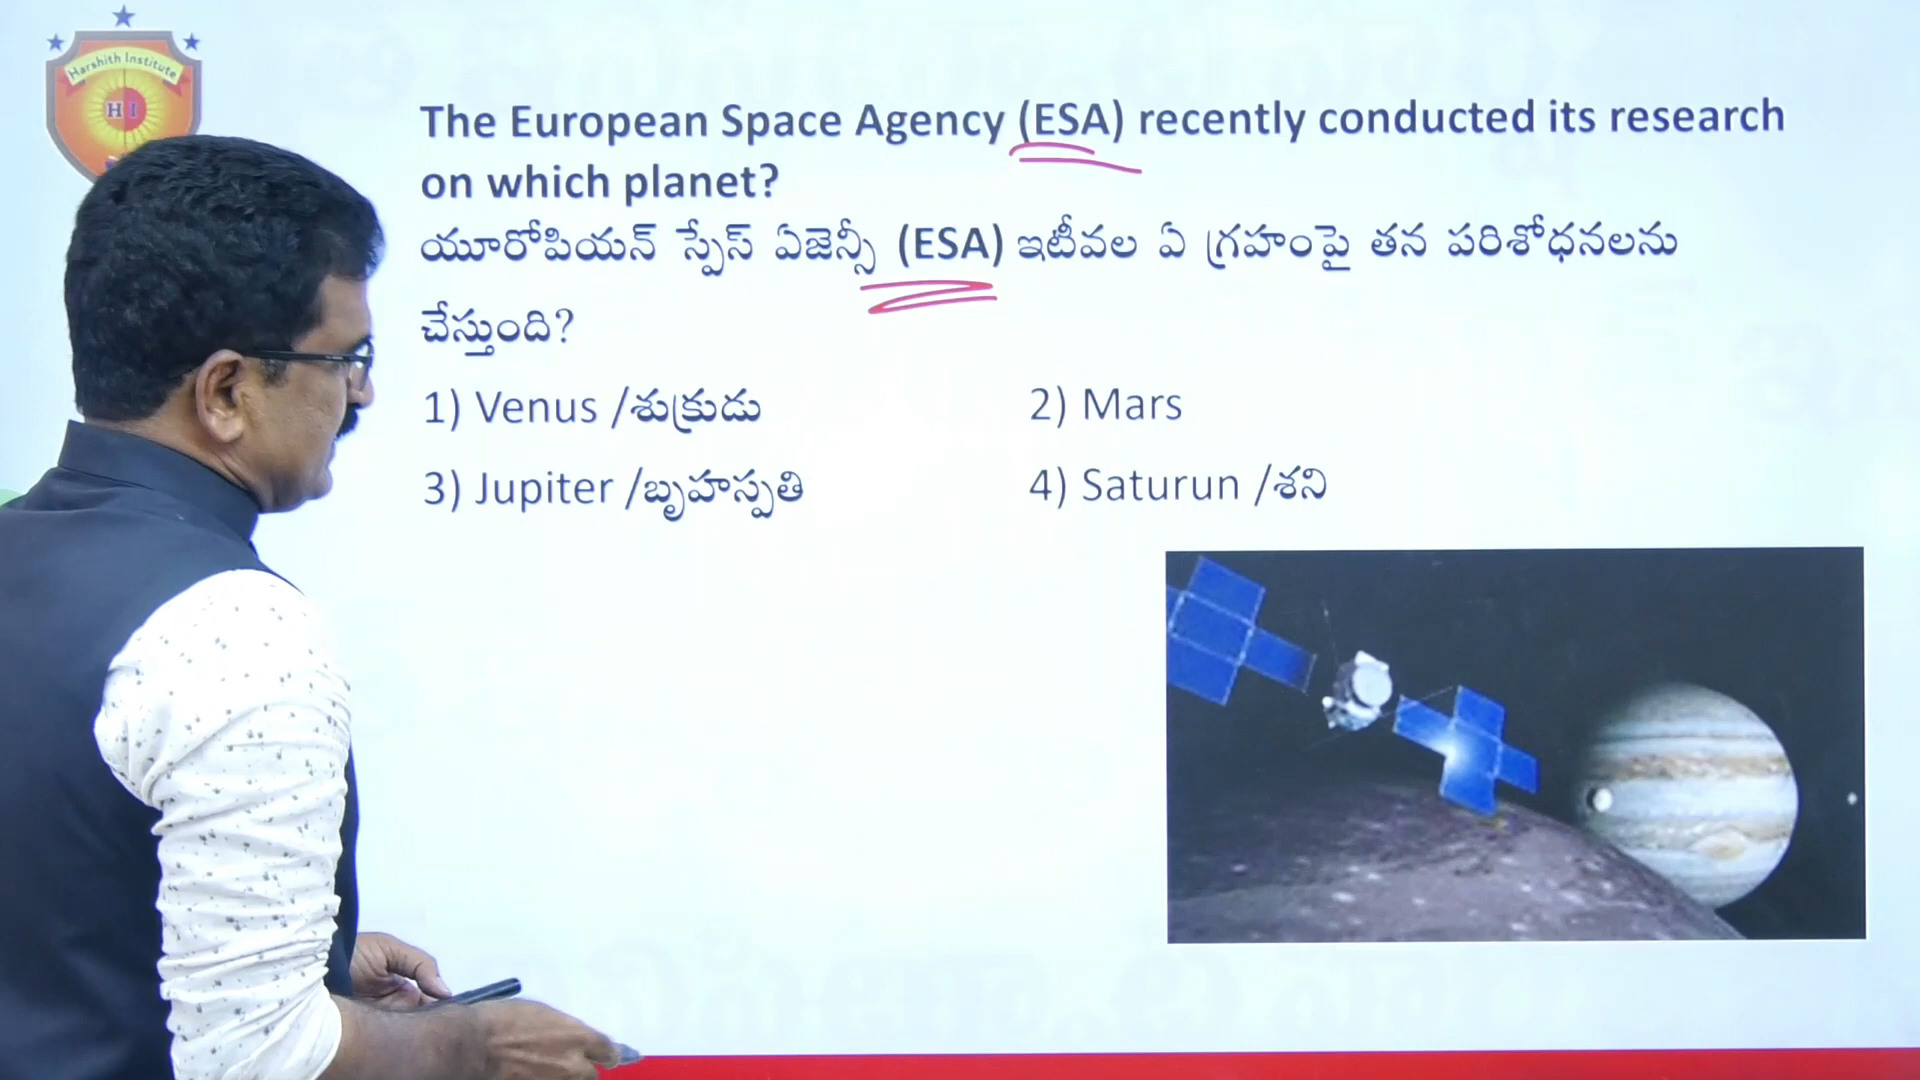 Harshith Institute
H I
The European Space Agency (ESA) recently conducted its research
on which planet?
యూరోపియన్ స్పేస్ ఏజెన్సీ (ESA) ఇటీవల ఏ గ్రహంపై తన పరిశోధనలను
చేస్తుంది?
1) Venus /శుక్రుడు 2) Mars
3) Jupiter /బృహస్పతి 4) Saturun /శని